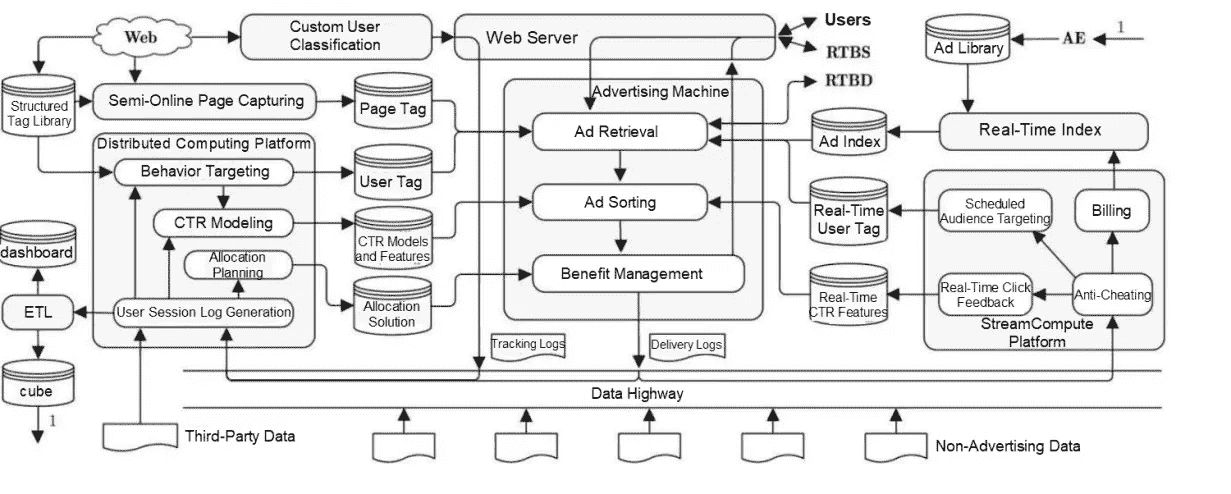 Web
Custom User
Classification
Web Server
Users
RTBS
RTBD
Ad Library
AE
1
Structured
Tag Library
Semi-Online Page Capturing
Page Tag
Advertising Machine
Ad Retrieval
Ad Index
Real-Time Index
Distributed Computing Platform
Behavior Targeting
User Tag
CTR Modeling
CTR Models
and Features
Ad Sorting
Real-Time
User Tag
Scheduled
Audience Targeting
Billing
dashboard
Allocation
Planning
Allocation
Solution
Benefit Management
Real-Time
CTR Features
Real-Time Click
Feedback
Anti-Cheating
StreamCompute
Platform
ETL
User Session Log Generation
Tracking Logs
Delivery Logs
cube
1
Data Highway
Third-Party Data
Non-Advertising Data